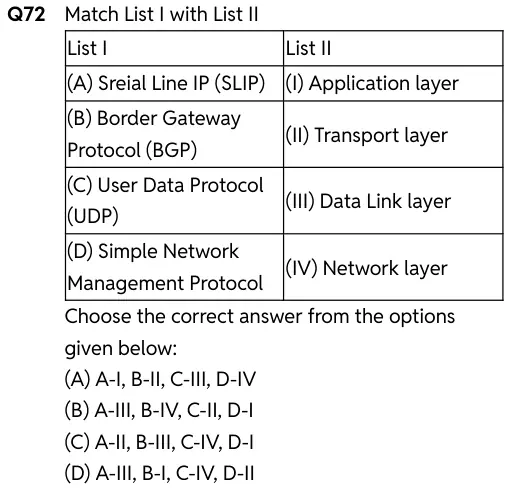 Q72 Match List I with List II
List I List II
(A) Sreial Line IP (SLIP) (I) Application layer
(B) Border Gateway
Protocol (BGP)
(II) Transport layer
(C) User Data Protocol
(UDP)
(III) Data Link layer
(D) Simple Network
Management Protocol
(IV) Network layer
Choose the correct answer from the options
given below:
(A) A-I, B-II, C-III, D-IV
(B) A-III, B-IV, C-II, D-I
(C) A-II, B-III, C-IV, D-I
(D) A-III, B-I, C-IV, D-II